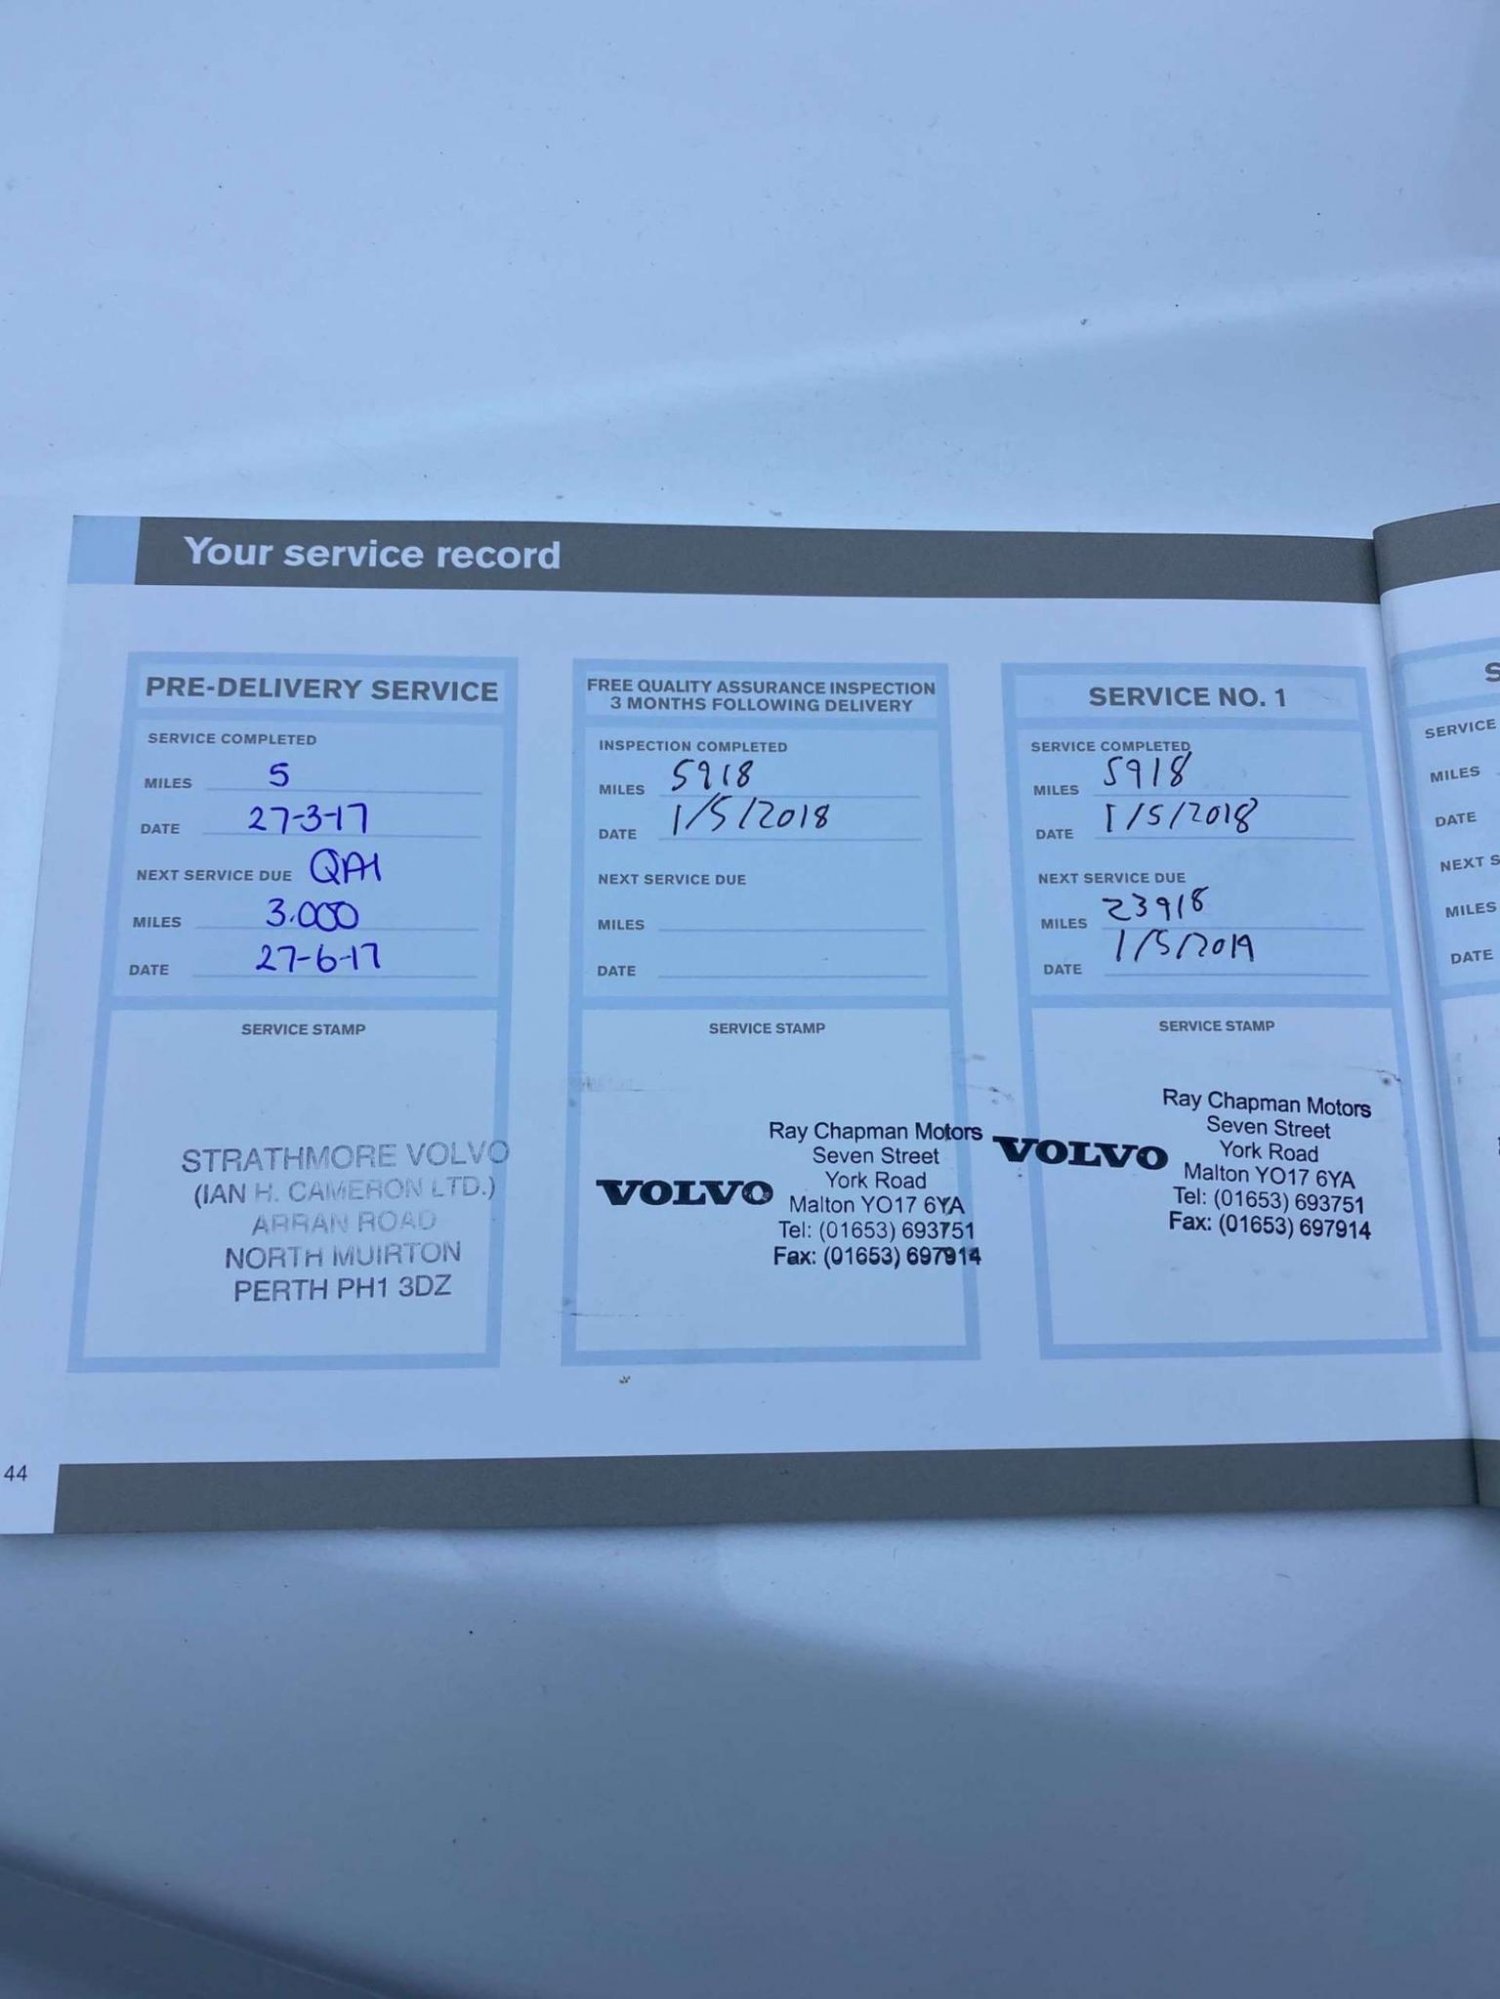 Your service record
PRE-DELIVERY SERVICE
SERVICE COMPLETED
MILES 5
DATE 27-3-17
NEXT SERVICE DUE QAI
MILES 3.000
DATE 27-6-17
SERVICE STAMP
STRATHMORE VOLVO
(IAN H. CAMERON LTD.)
ARRAN ROAD
NORTH MUIRTON
PERTH PH1 3DZ
FREE QUALITY ASSURANCE INSPECTION
3 MONTHS FOLLOWING DELIVERY
INSPECTION COMPLETED
MILES 5918
DATE 1/5/2018
NEXT SERVICE DUE
MILES
DATE
SERVICE STAMP
VOLVO
Ray Chapman Motors
Seven Street
York Road
Malton YO17 6YA
Tel: (01653) 693751
Fax: (01653) 697914
SERVICE NO. 1
SERVICE COMPLETED
MILES 5918
DATE 1/5/2018
NEXT SERVICE DUE
MILES 23918
DATE 1/5/2019
SERVICE STAMP
VOLVO
Ray Chapman Motors
Seven Street
York Road
Malton YO17 6YA
Tel: (01653) 693751
Fax: (01653) 697914
S
SERVICE
MILES
DATE
NEXT S
MILES
DATE
44